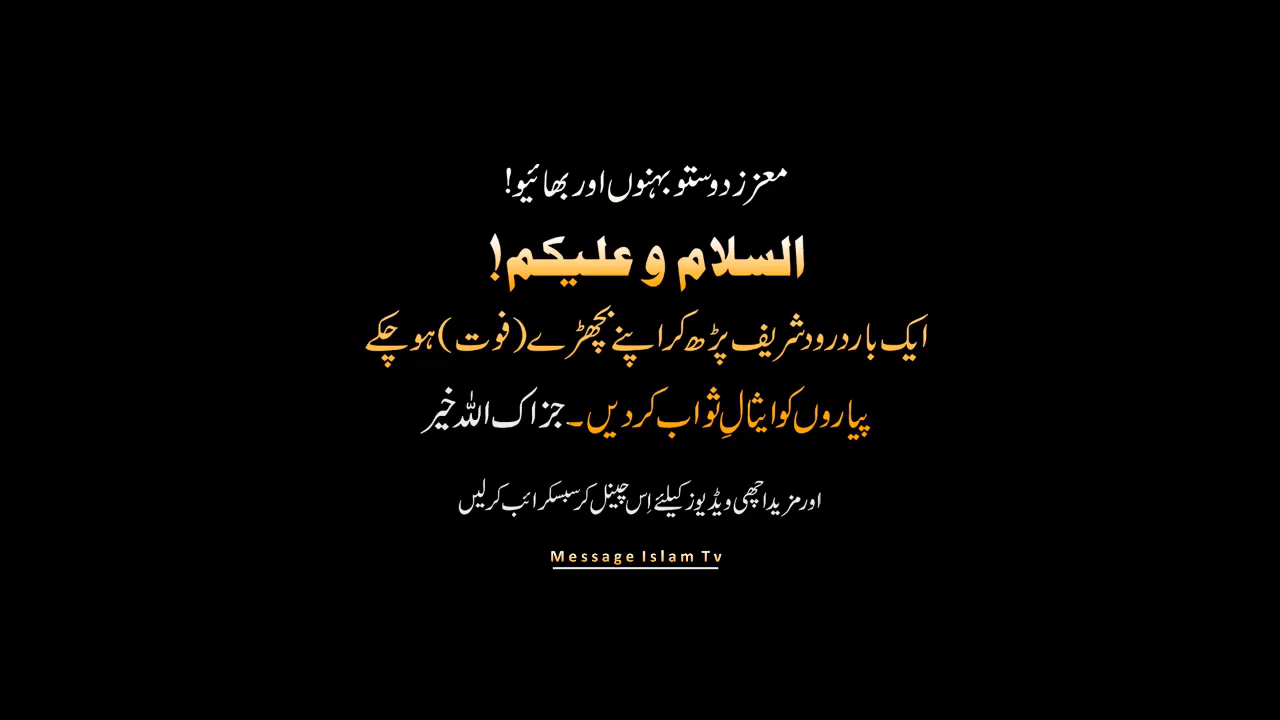 معزز دوستو بہنوں اور بھائیو!
السلام و علیکم!
ایک بار درود شریف پڑھ کر اپنے بچھڑے (فوت) ہو چکے
پیاروں کو ایثالِ ثواب کر دیں۔ جزاک اللہ خیر
اور مزید اچھی ویڈیوز کیلئے اِس چینل کر سبسکرائب کر لیں
Message Islam Tv